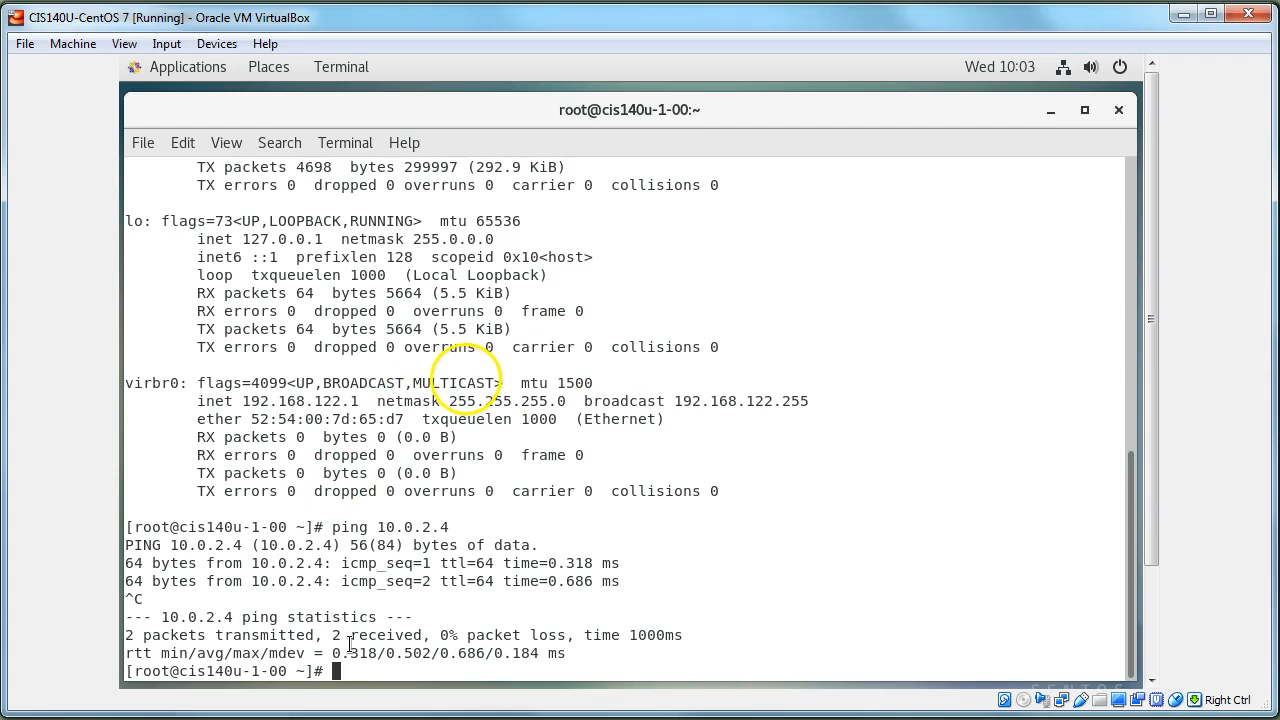 CIS140U-CentOS 7 [Running] - Oracle VM VirtualBox
File Machine View Input Devices Help
Applications Places Terminal Wed 10:03
root@cis140u-1-00:~
File Edit View Search Terminal Help
TX packets 4698 bytes 299997 (292.9 KiB)
TX errors 0 dropped 0 overruns 0 carrier 0 collisions 0
lo: flags=73<UP,LOOPBACK,RUNNING> mtu 65536
inet 127.0.0.1 netmask 255.0.0.0
inet6 ::1 prefixlen 128 scopeid 0x10<host>
loop txqueuelen 1000 (Local Loopback)
RX packets 64 bytes 5664 (5.5 KiB)
RX errors 0 dropped 0 overruns 0 frame 0
TX packets 64 bytes 5664 (5.5 KiB)
TX errors 0 dropped 0 overruns 0 carrier 0 collisions 0
virbr0: flags=4099<UP,BROADCAST,MULTICAST> mtu 1500
inet 192.168.122.1 netmask 255.255.255.0 broadcast 192.168.122.255
ether 52:54:00:7d:65:d7 txqueuelen 1000 (Ethernet)
RX packets 0 bytes 0 (0.0 B)
RX errors 0 dropped 0 overruns 0 frame 0
TX packets 0 bytes 0 (0.0 B)
TX errors 0 dropped 0 overruns 0 carrier 0 collisions 0
[root@cis140u-1-00 ~]# ping 10.0.2.4
PING 10.0.2.4 (10.0.2.4) 56(84) bytes of data.
64 bytes from 10.0.2.4: icmp_seq=1 ttl=64 time=0.318 ms
64 bytes from 10.0.2.4: icmp_seq=2 ttl=64 time=0.686 ms
^C
--- 10.0.2.4 ping statistics ---
2 packets transmitted, 2 received, 0% packet loss, time 1000ms
rtt min/avg/max/mdev = 0.318/0.502/0.686/0.184 ms
[root@cis140u-1-00 ~]#
Right Ctrl